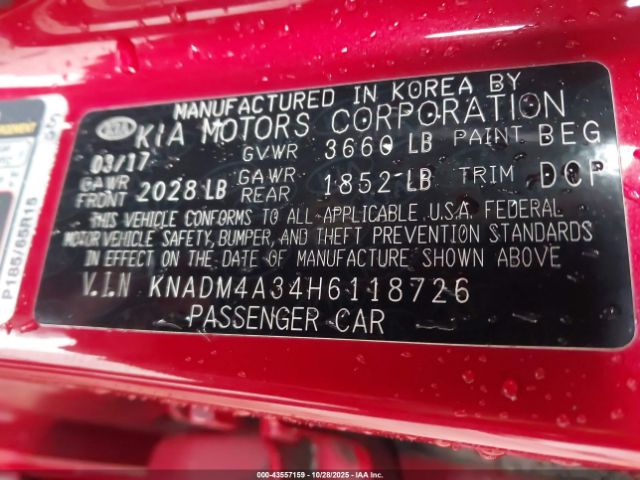 MANUFACTURED IN KOREA BY
KIA KIA MOTORS CORPORATION
03/17 GVWR 3660 LB PAINT BEG
GAWR FRONT 2028 LB GAWR REAR 1852 LB TRIM DCP
THIS VEHICLE CONFORMS TO ALL APPLICABLE U.S.A. FEDERAL
MOTOR VEHICLE SAFETY, BUMPER, AND THEFT PREVENTION STANDARDS
IN EFFECT ON THE DATE OF MANUFACTURE SHOWN ABOVE
V.I.N KNADM4A34H6118726
PASSENGER CAR
P185/65R15
000-43557159 | 10/28/2025 - IAA Inc.